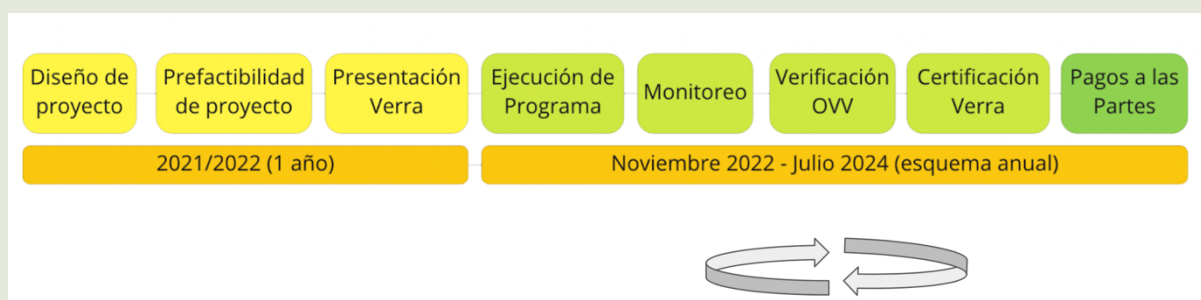 Diseño de
proyecto
Prefactibilidad
de proyecto
Presentación
Verra
Ejecución de
Programa
Monitoreo
Verificación
OVV
Certificación
Verra
Pagos a las
Partes
2021/2022 (1 año)
Noviembre 2022 - Julio 2024 (esquema anual)